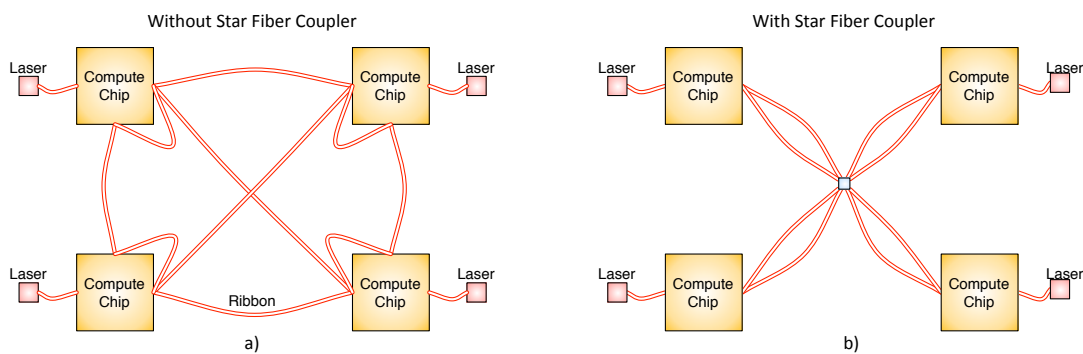 Without Star Fiber Coupler
With Star Fiber Coupler
Laser
Compute
Chip
Compute
Chip
Laser
Laser
Compute
Chip
Compute
Chip
Laser
Laser
Compute
Chip
Ribbon
Compute
Chip
Laser
Laser
Compute
Chip
Compute
Chip
Laser
a)
b)